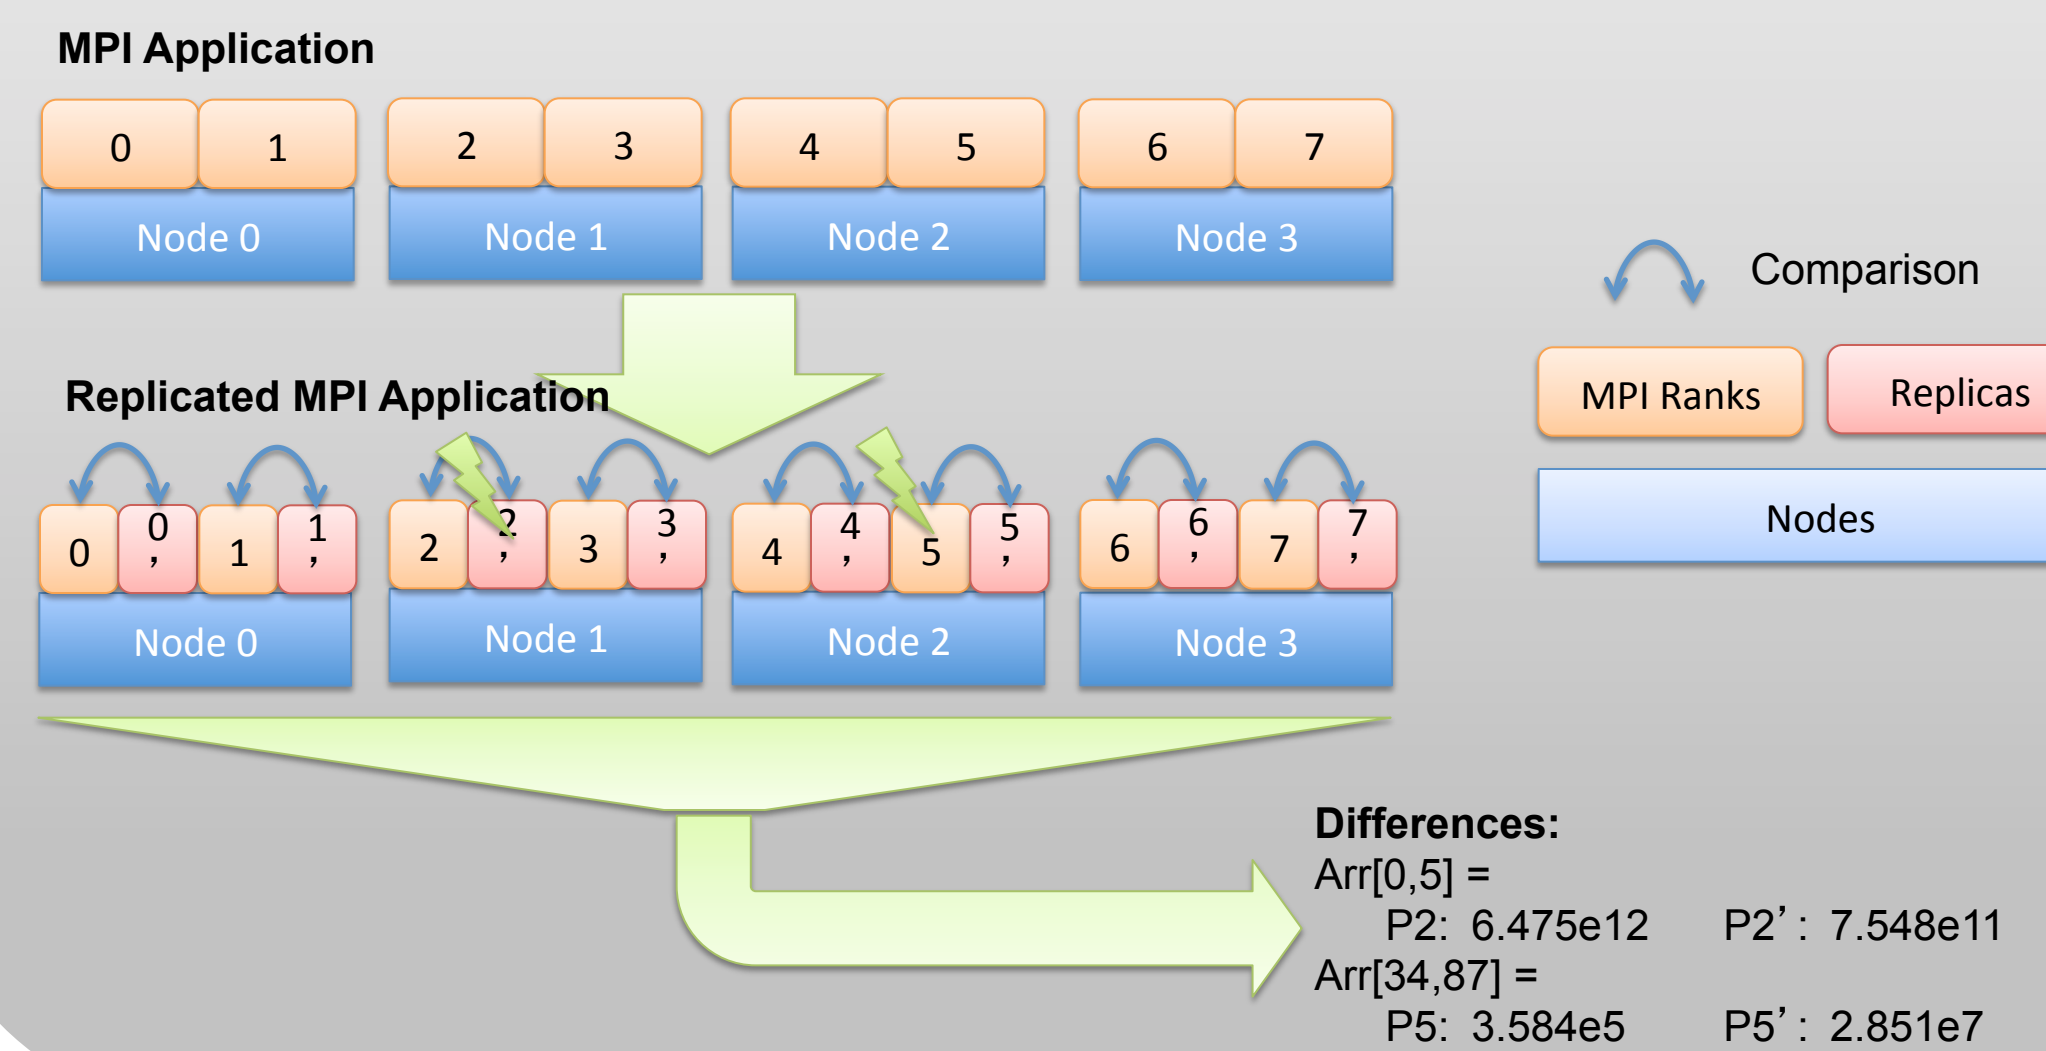 MPI Application
0 1 2 3 4 5 6 7
Node 0 Node 1 Node 2 Node 3
Comparison
MPI Ranks Replicas
Nodes
Replicated MPI Application
0 0’ 1 1’ 2 2’ 3 3’ 4 4’ 5 5’ 6 6’ 7 7’
Node 0 Node 1 Node 2 Node 3
Differences:
Arr[0,5] =
P2: 6.475e12 P2’: 7.548e11
Arr[34,87] =
P5: 3.584e5 P5’: 2.851e7